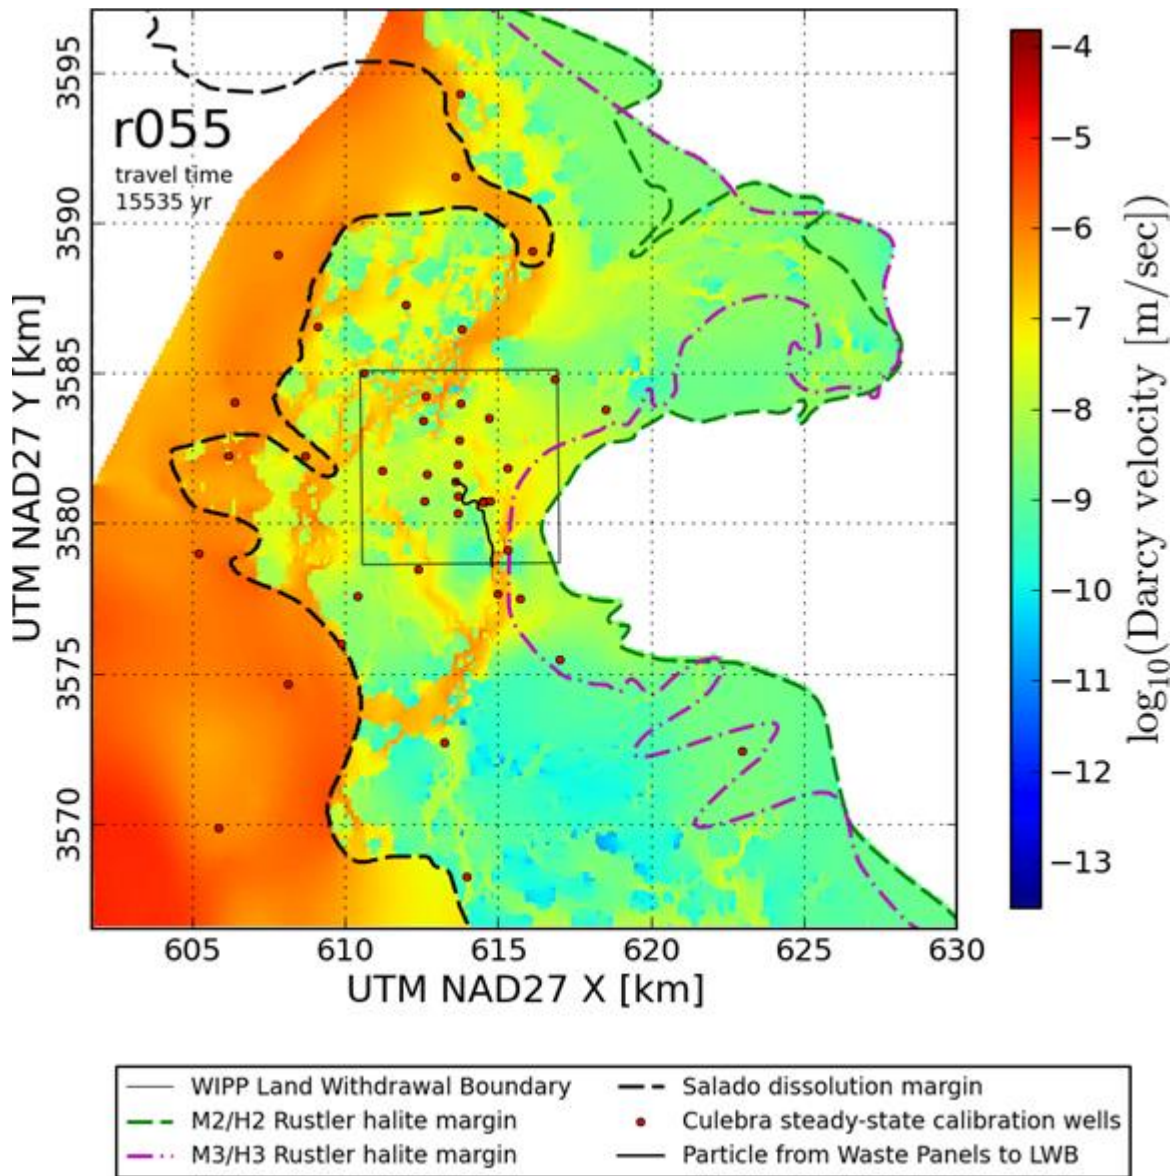 r055
travel time
15535 yr
3595
3590
3585
3580
3575
3570
UTM NAD27 Y [km]
605 610 615 620 625 630
UTM NAD27 X [km]
−4
−5
−6
−7
−8
−9
−10
−11
−12
−13
log10(Darcy velocity [m/sec])
WIPP Land Withdrawal Boundary
M2/H2 Rustler halite margin
M3/H3 Rustler halite margin
Salado dissolution margin
Culebra steady-state calibration wells
Particle from Waste Panels to LWB